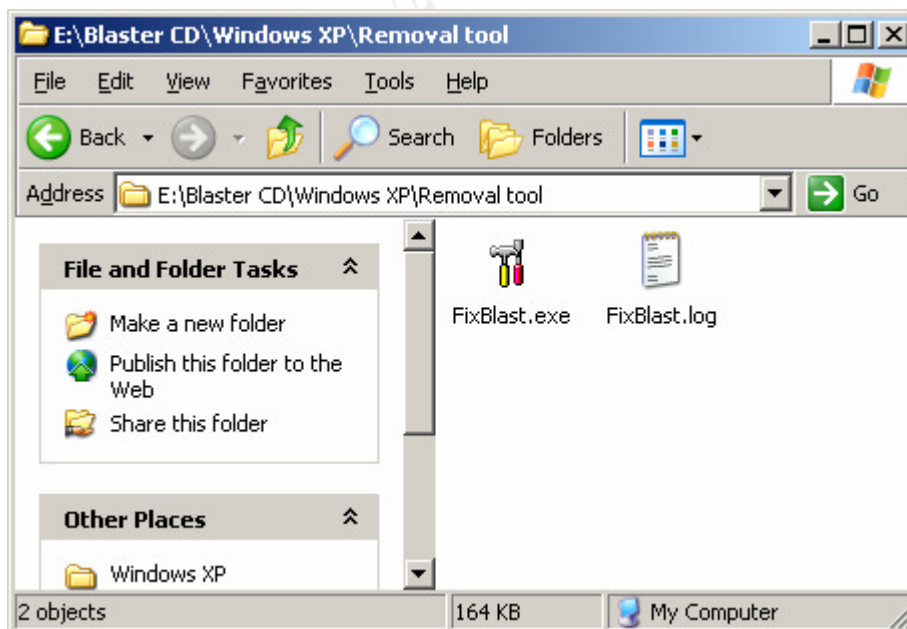 E:\Blaster CD\Windows XP\Removal tool
File Edit View Favorites Tools Help
Back Search Folders
Address E:\Blaster CD\Windows XP\Removal tool Go
File and Folder Tasks
Make a new folder
Publish this folder to the
Web
Share this folder
Other Places
Windows XP
FixBlast.exe FixBlast.log
2 objects 164 KB My Computer